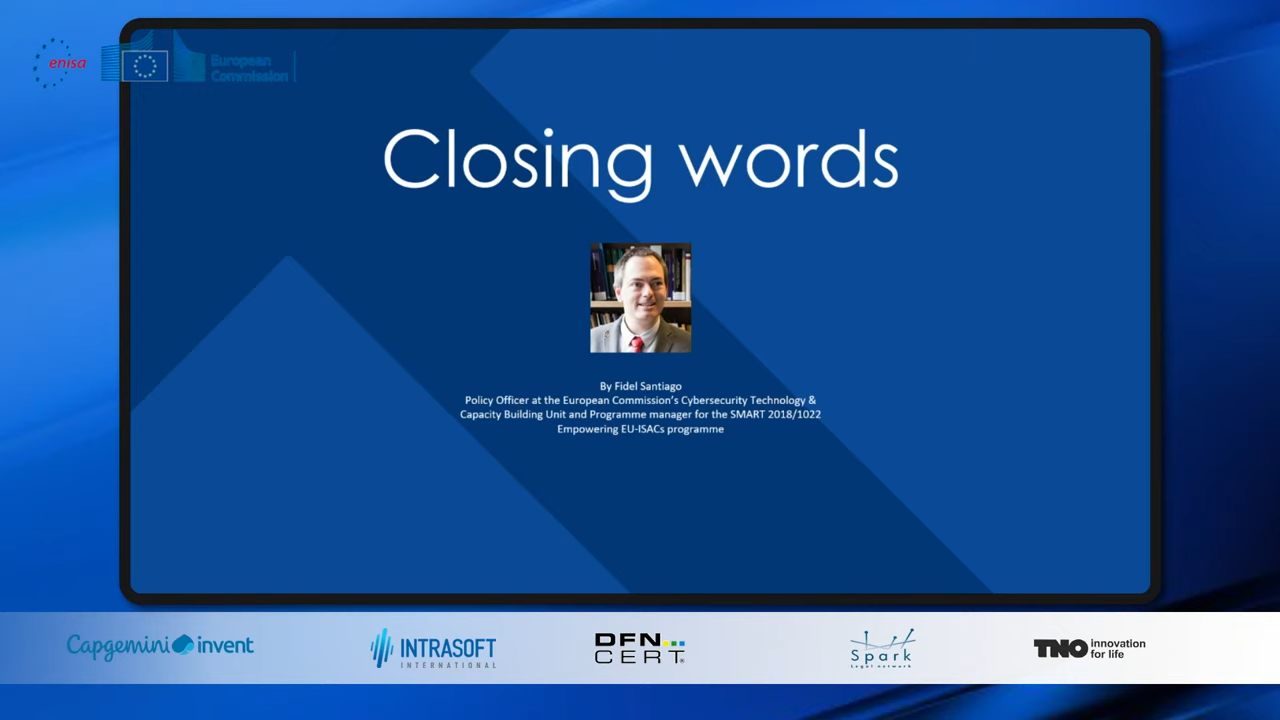 enisa
European
Commission
Closing words
By Fidel Santiago
Policy Officer at the European Commission's Cybersecurity Technology &
Capacity Building Unit and Programme manager for the SMART 2018/1022
Empowering EU-ISACs programme
Capgemini invent
INTRASOFT
INTERNATIONAL
DFN
CERT®
Spark
Legal network
TNO innovation
for life